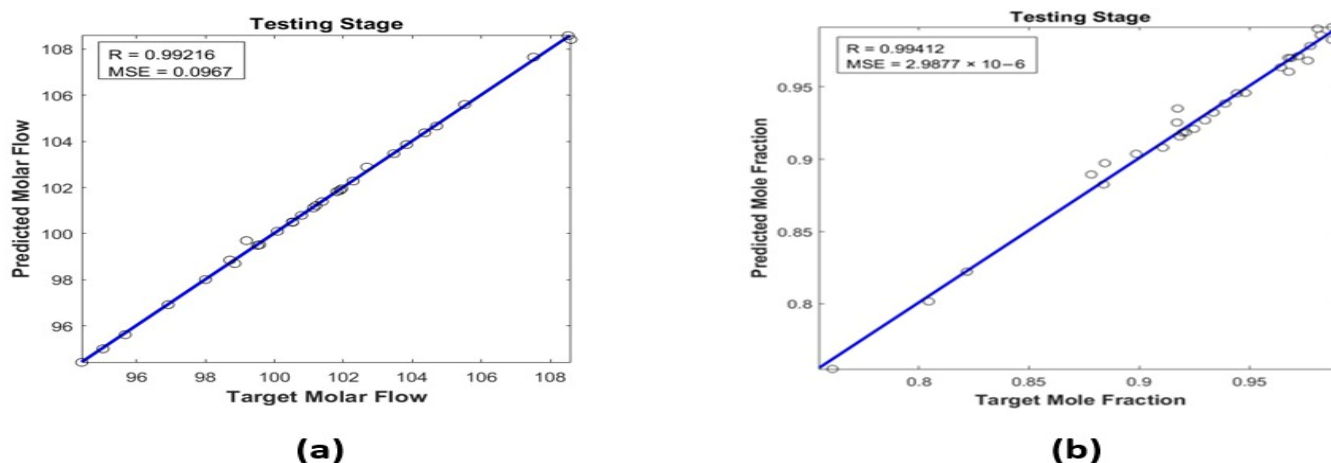 Testing Stage
R = 0.99216
MSE = 0.0967
108
106
104
102
100
98
96
Predicted Molar Flow
96 98 100 102 104 106 108
Target Molar Flow
(a)
Testing Stage
R = 0.99412
MSE = 2.9877 × 10−6
0.95
0.9
0.85
0.8
Predicted Mole Fraction
0.8 0.85 0.9 0.95
Target Mole Fraction
(b)